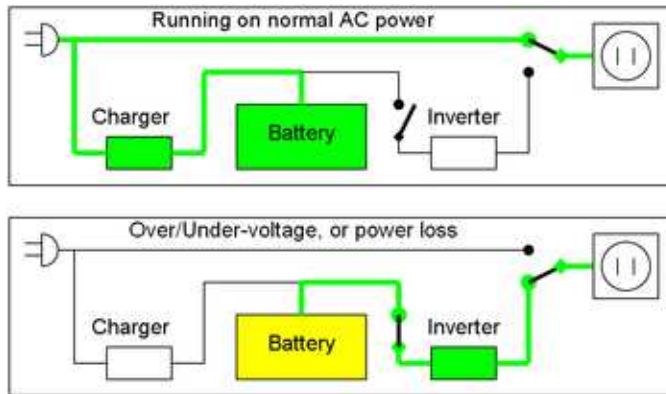 Running on normal AC power
Charger
Battery
Inverter
Over/Under-voltage, or power loss
Charger
Battery
Inverter